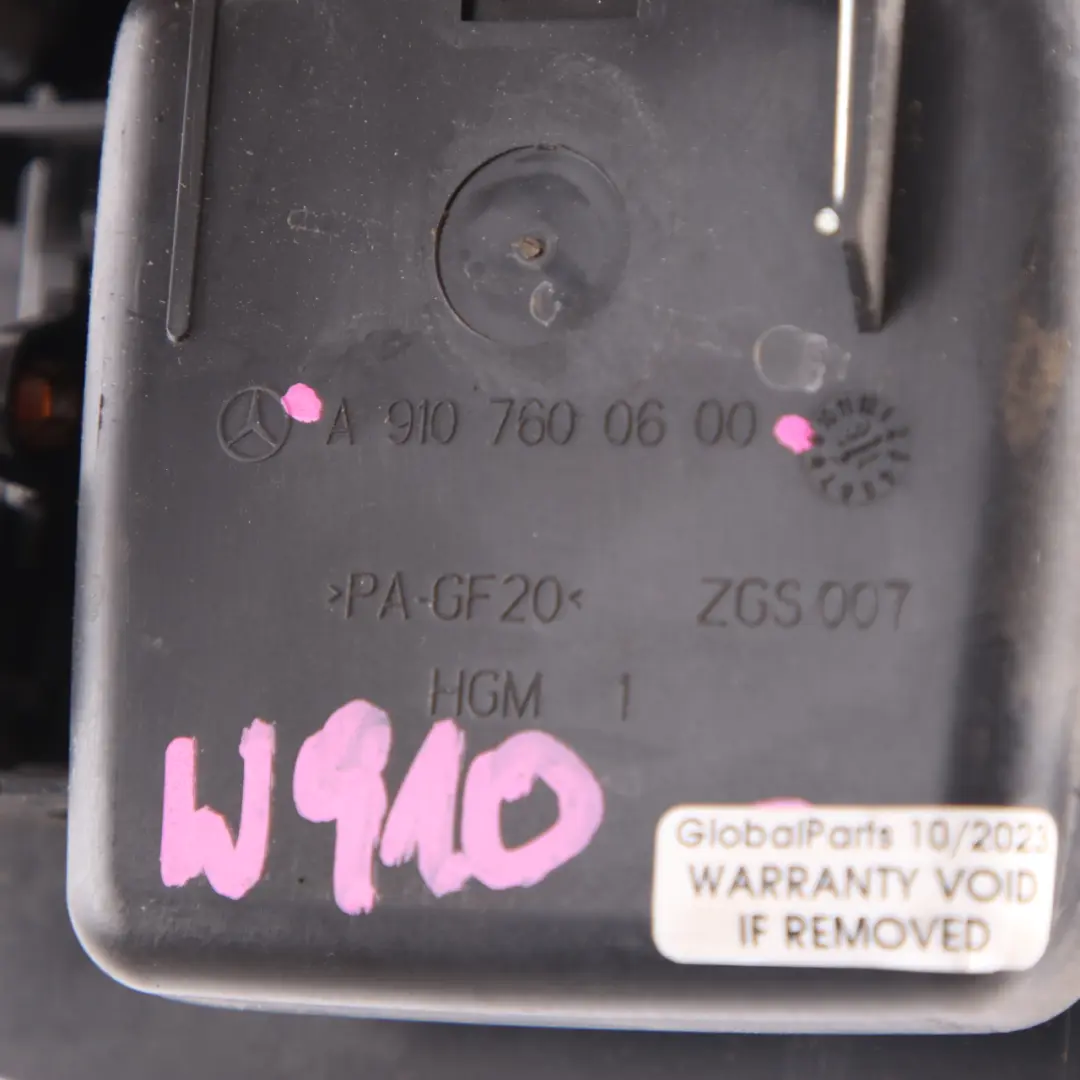 A 910 760 06 00
>PA-GF20< ZGS 007
HGM 1
W910
GlobalParts 10/2023
WARRANTY VOID
IF REMOVED